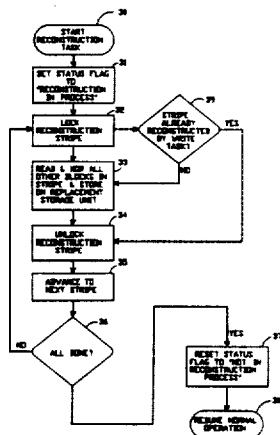 30
START
RECONSTRUCTION
TASK
31
SET STATUS FLAG
TO
"RECONSTRUCTION
IN PROCESS"
32
LOCK
RECONSTRUCTION
STRIPE
39
STRIPE
ALREADY
RECONSTRUCTED
BY WRITE
TASK?
YES
NO
33
READ & XOR ALL
OTHER BLOCKS IN
STRIPE & STORE
ON REPLACEMENT
STORAGE UNIT
34
UNLOCK
RECONSTRUCTION
STRIPE
35
ADVANCE TO
NEXT STRIPE
36
NO
ALL DONE?
YES
37
RESET STATUS
FLAG TO "NOT IN
RECONSTRUCTION
PROCESS"
38
RESUME NORMAL
OPERATION